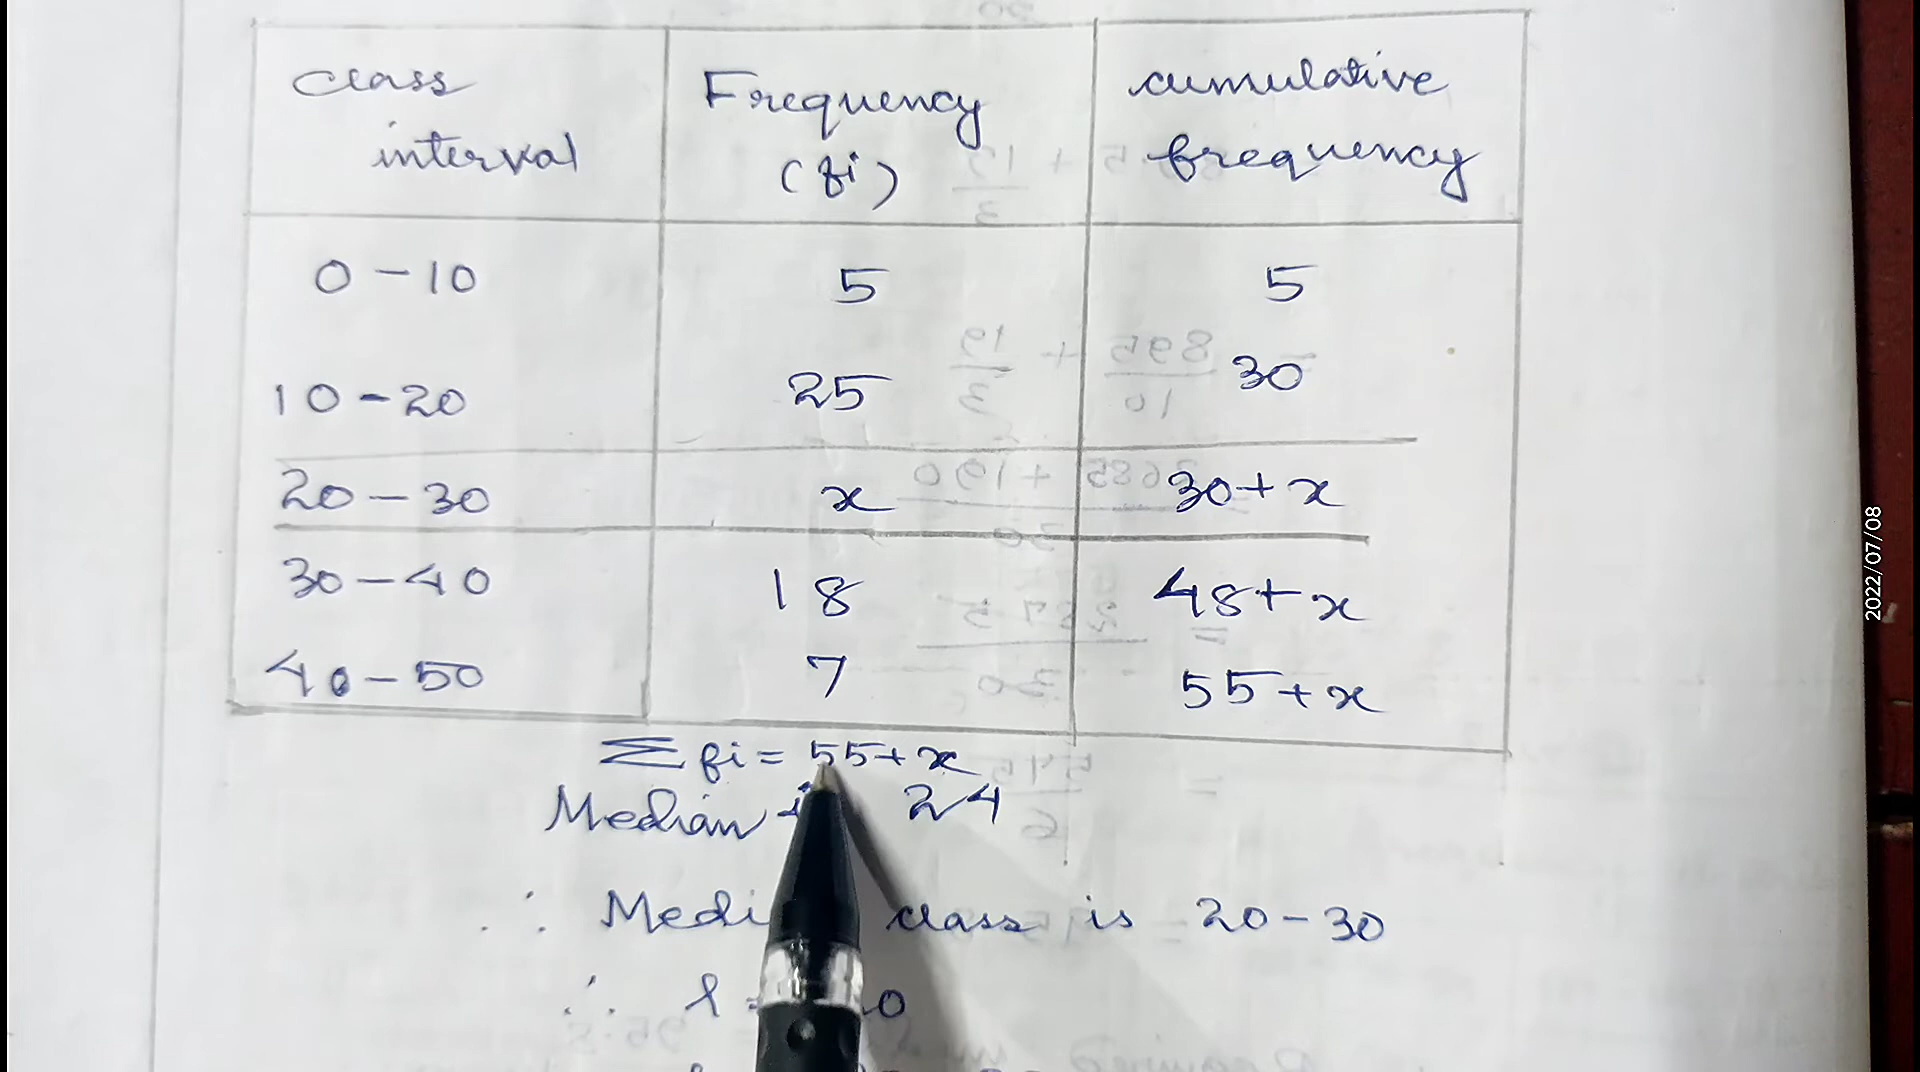 class interval Frequency (fi) cumulative frequency
0 – 10 5 5
10 – 20 25 30
20 – 30 x 30 + x
30 – 40 18 48 + x
40 – 50 7 55 + x
Σ fi = 55 + x
Median 24
∴ class is 20 – 30
∴ l
2022/07/08